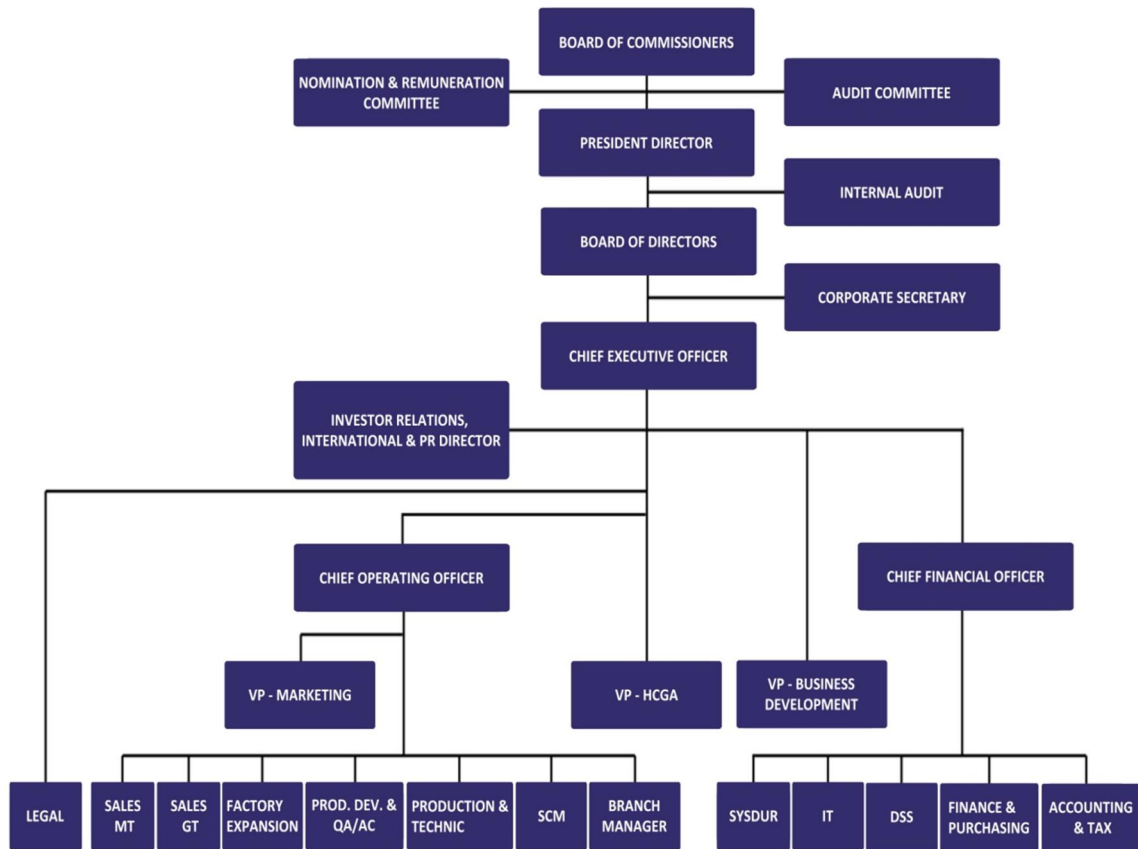 BOARD OF COMMISSIONERS
NOMINATION & REMUNERATION
COMMITTEE
AUDIT COMMITTEE
PRESIDENT DIRECTOR
INTERNAL AUDIT
BOARD OF DIRECTORS
CORPORATE SECRETARY
CHIEF EXECUTIVE OFFICER
INVESTOR RELATIONS,
INTERNATIONAL & PR DIRECTOR
CHIEF OPERATING OFFICER
CHIEF FINANCIAL OFFICER
VP - MARKETING
VP - HCGA
VP - BUSINESS
DEVELOPMENT
LEGAL
SALES
MT
SALES
GT
FACTORY
EXPANSION
PROD. DEV. &
QA/AC
PRODUCTION &
TECHNIC
SCM
BRANCH
MANAGER
SYSDUR
IT
DSS
FINANCE &
PURCHASING
ACCOUNTING
& TAX